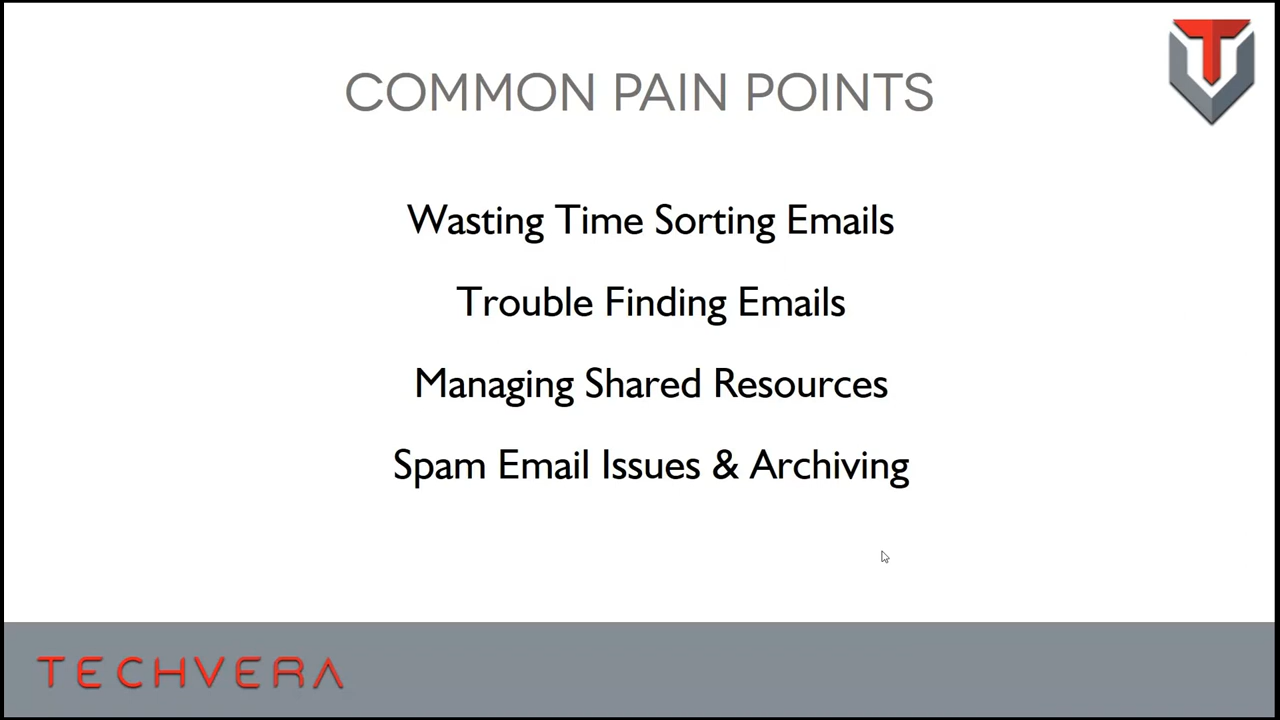 COMMON PAIN POINTS
Wasting Time Sorting Emails
Trouble Finding Emails
Managing Shared Resources
Spam Email Issues & Archiving
TECHVERA